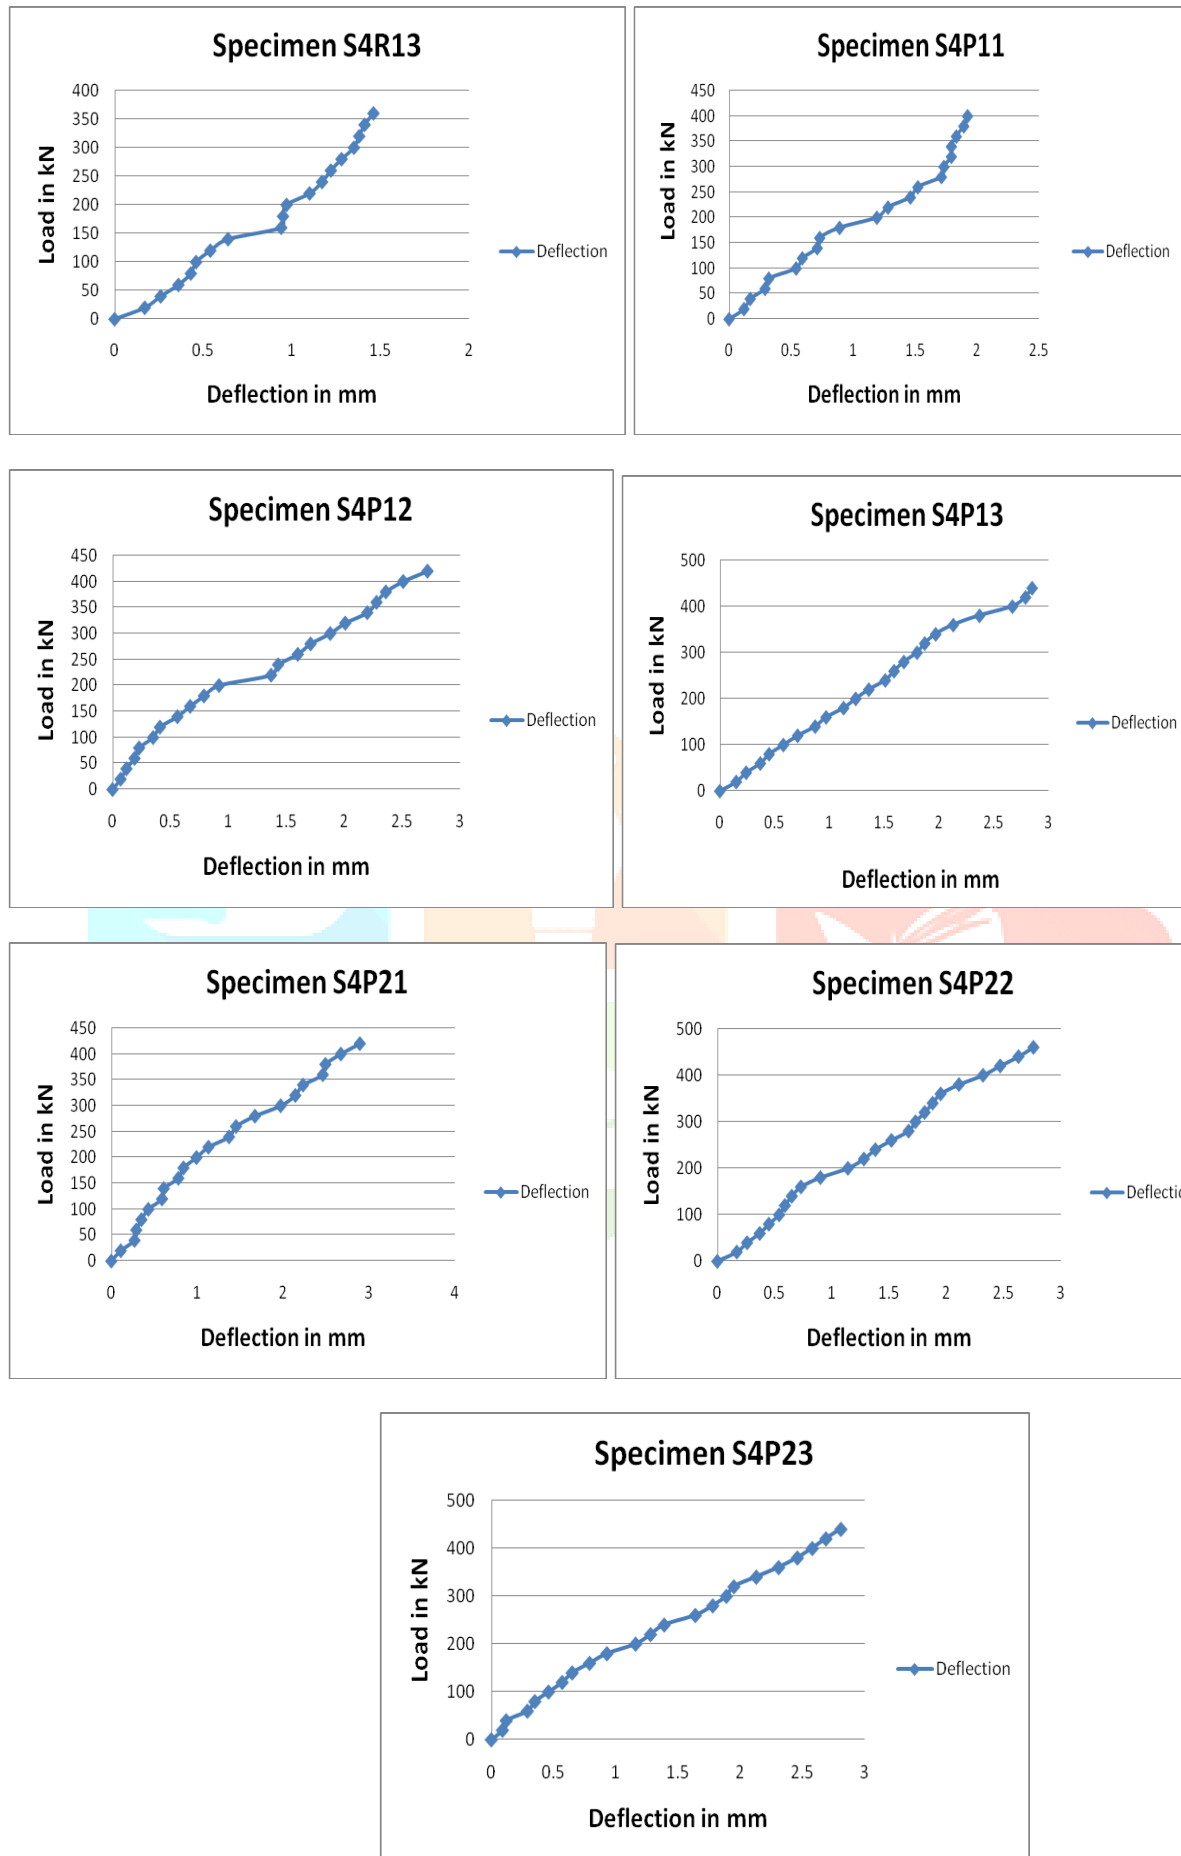 Specimen S4R13
400
350
300
250
200
150
100
50
0
0 0.5 1 1.5 2
Load in kN
Deflection in mm
Deflection
Specimen S4P11
450
400
350
300
250
200
150
100
50
0
0 0.5 1 1.5 2 2.5
Load in kN
Deflection in mm
Deflection
Specimen S4P12
450
400
350
300
250
200
150
100
50
0
0 0.5 1 1.5 2 2.5 3
Load in kN
Deflection in mm
Deflection
Specimen S4P13
500
400
300
200
100
0
0 0.5 1 1.5 2 2.5 3
Load in kN
Deflection in mm
Deflection
Specimen S4P21
450
400
350
300
250
200
150
100
50
0
0 1 2 3 4
Load in kN
Deflection in mm
Deflection
Specimen S4P22
500
400
300
200
100
0
0 0.5 1 1.5 2 2.5 3
Load in kN
Deflection in mm
Deflectio
Specimen S4P23
500
400
300
200
100
0
0 0.5 1 1.5 2 2.5 3
Load in kN
Deflection in mm
Deflection